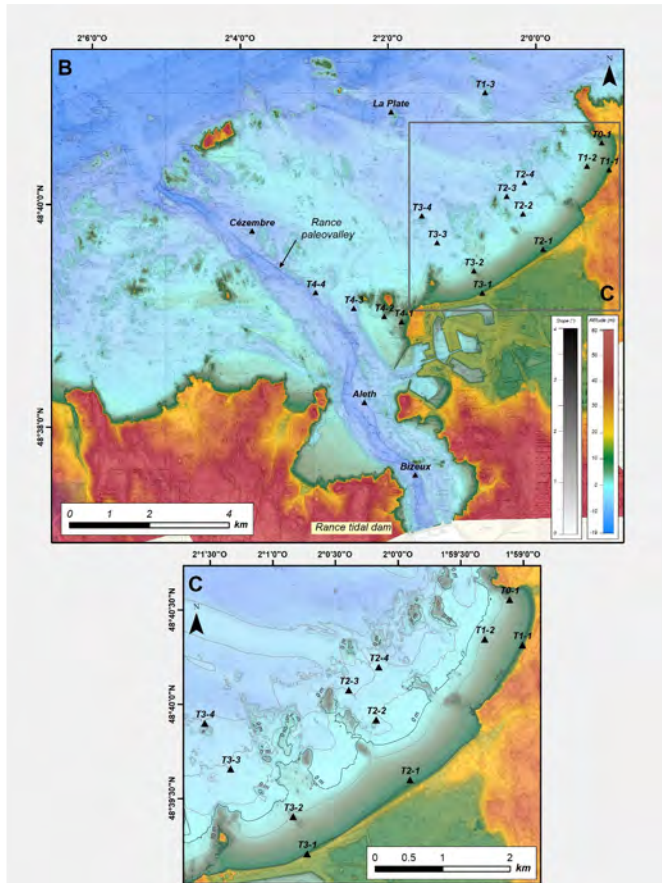 2°6'0"W
2°4'0"W
2°2'0"W
2°0'0"W
B
N
T1-3
La Plate
T0-1
T1-2
T1-1
T2-4
T2-3
48°40'0"N
T3-4
T2-2
Cézembre
Rance
paleovalley
T3-3
T2-1
T3-2
T4-4
T3-1
C
T4-3
T4-2
T4-1
Slope (°)
Altitude (m)
Aleth
48°38'0"N
Bizeux
0 1 2 4
km
Rance tidal dam
2°1'30"W
2°1'0"W
2°0'30"W
2°0'0"W
1°59'30"W
1°59'0"W
C
N
T0-1
48°40'30"N
T1-2
T1-1
T2-4
T2-3
48°40'0"N
T3-4
T2-2
T3-3
T2-1
48°39'30"N
T3-2
T3-1
0 0.5 1 2
km